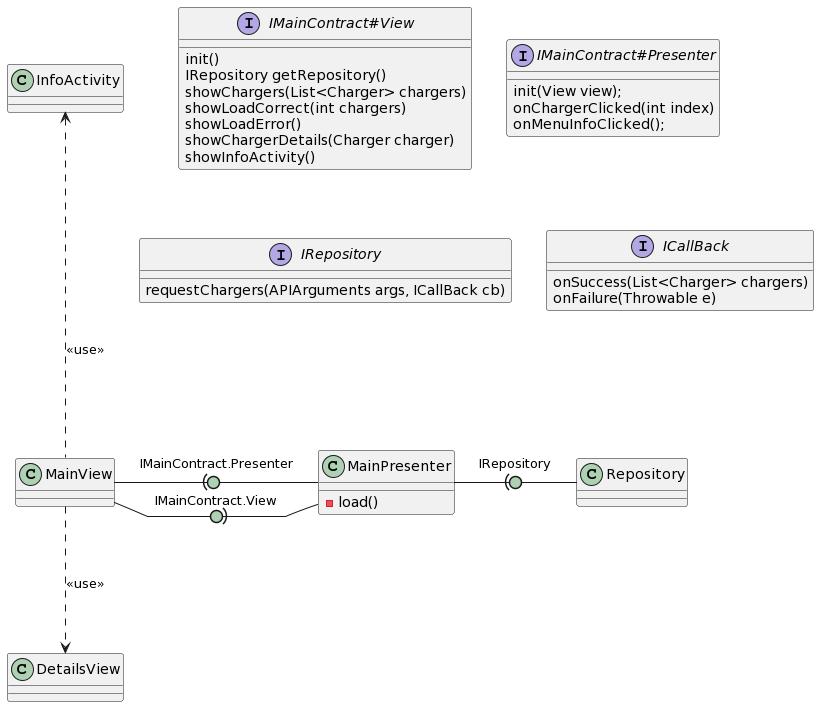 I IMainContract#View
init()
IRepository getRepository()
showChargers(List<Charger> chargers)
showLoadCorrect(int chargers)
showLoadError()
showChargerDetails(Charger charger)
showInfoActivity()
I IMainContract#Presenter
init(View view);
onChargerClicked(int index)
onMenuInfoClicked();
C InfoActivity
I IRepository
requestChargers(APIArguments args, ICallBack cb)
I ICallBack
onSuccess(List<Charger> chargers)
onFailure(Throwable e)
«use»
C MainView
IMainContract.Presenter
IMainContract.View
C MainPresenter
load()
IRepository
C Repository
«use»
C DetailsView